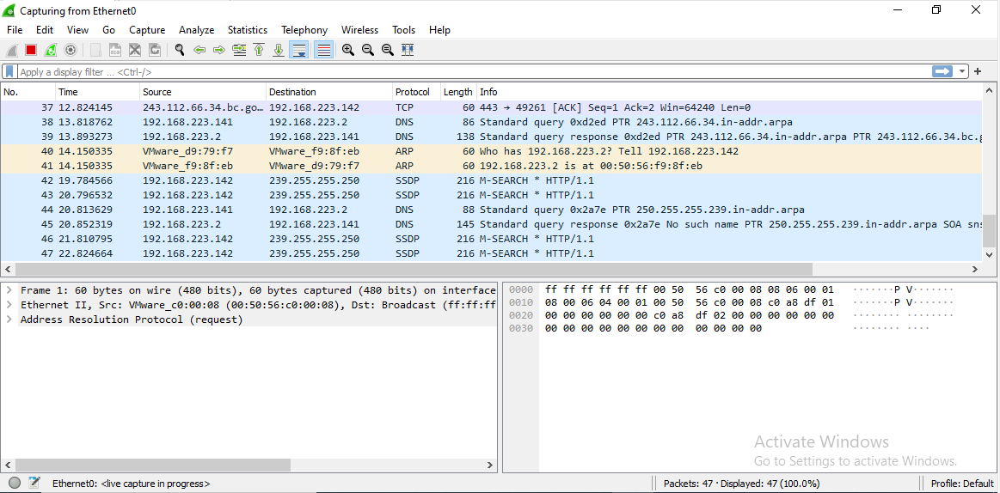 Capturing from Ethernet0
File Edit View Go Capture Analyze Statistics Telephony Wireless Tools Help
Apply a display filter ... <Ctrl-/>
No. Time Source Destination Protocol Length Info
37 12.824145 243.112.66.34.bc.go... 192.168.223.142 TCP 60 443 → 49261 [ACK] Seq=1 Ack=2 Win=64240 Len=0
38 13.818762 192.168.223.141 192.168.223.2 DNS 86 Standard query 0xd2ed PTR 243.112.66.34.in-addr.arpa
39 13.893273 192.168.223.2 192.168.223.141 DNS 138 Standard query response 0xd2ed PTR 243.112.66.34.in-addr.arpa PTR 243.112.66.34.bc.g
40 14.150335 VMware_d9:79:f7 VMware_f9:8f:eb ARP 60 Who has 192.168.223.2? Tell 192.168.223.142
41 14.150335 VMware_f9:8f:eb VMware_d9:79:f7 ARP 60 192.168.223.2 is at 00:50:56:f9:8f:eb
42 19.784566 192.168.223.142 239.255.255.250 SSDP 216 M-SEARCH * HTTP/1.1
43 20.796532 192.168.223.142 239.255.255.250 SSDP 216 M-SEARCH * HTTP/1.1
44 20.813629 192.168.223.141 192.168.223.2 DNS 88 Standard query 0x2a7e PTR 250.255.255.239.in-addr.arpa
45 20.852319 192.168.223.2 192.168.223.141 DNS 145 Standard query response 0x2a7e No such name PTR 250.255.255.239.in-addr.arpa SOA sns
46 21.810795 192.168.223.142 239.255.255.250 SSDP 216 M-SEARCH * HTTP/1.1
47 22.824664 192.168.223.142 239.255.255.250 SSDP 216 M-SEARCH * HTTP/1.1
Frame 1: 60 bytes on wire (480 bits), 60 bytes captured (480 bits) on interface
Ethernet II, Src: VMware_c0:00:08 (00:50:56:c0:00:08), Dst: Broadcast (ff:ff:ff
Address Resolution Protocol (request)
0000 ff ff ff ff ff ff 00 50 56 c0 00 08 08 06 00 01 ·······P V·······
0010 08 00 06 04 00 01 00 50 56 c0 00 08 c0 a8 df 01 ·······P V·······
0020 00 00 00 00 00 00 c0 a8 df 02 00 00 00 00 00 00 ········ ········
0030 00 00 00 00 00 00 00 00 00 00 00 00 ········ ····
Activate Windows
Go to Settings to activate Windows.
Ethernet0: <live capture in progress> Packets: 47 · Displayed: 47 (100.0%) Profile: Default